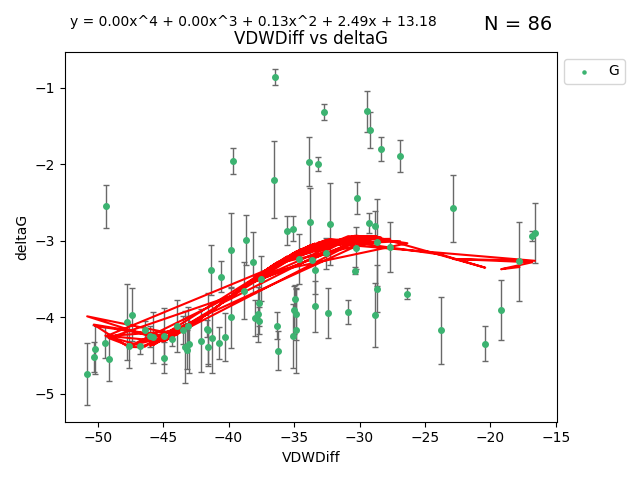 y = 0.00x^4 + 0.00x^3 + 0.13x^2 + 2.49x + 13.18
N = 86
VDWDiff vs deltaG
G
deltaG
−1
−2
−3
−4
−5
−50 −45 −40 −35 −30 −25 −20 −15
VDWDiff